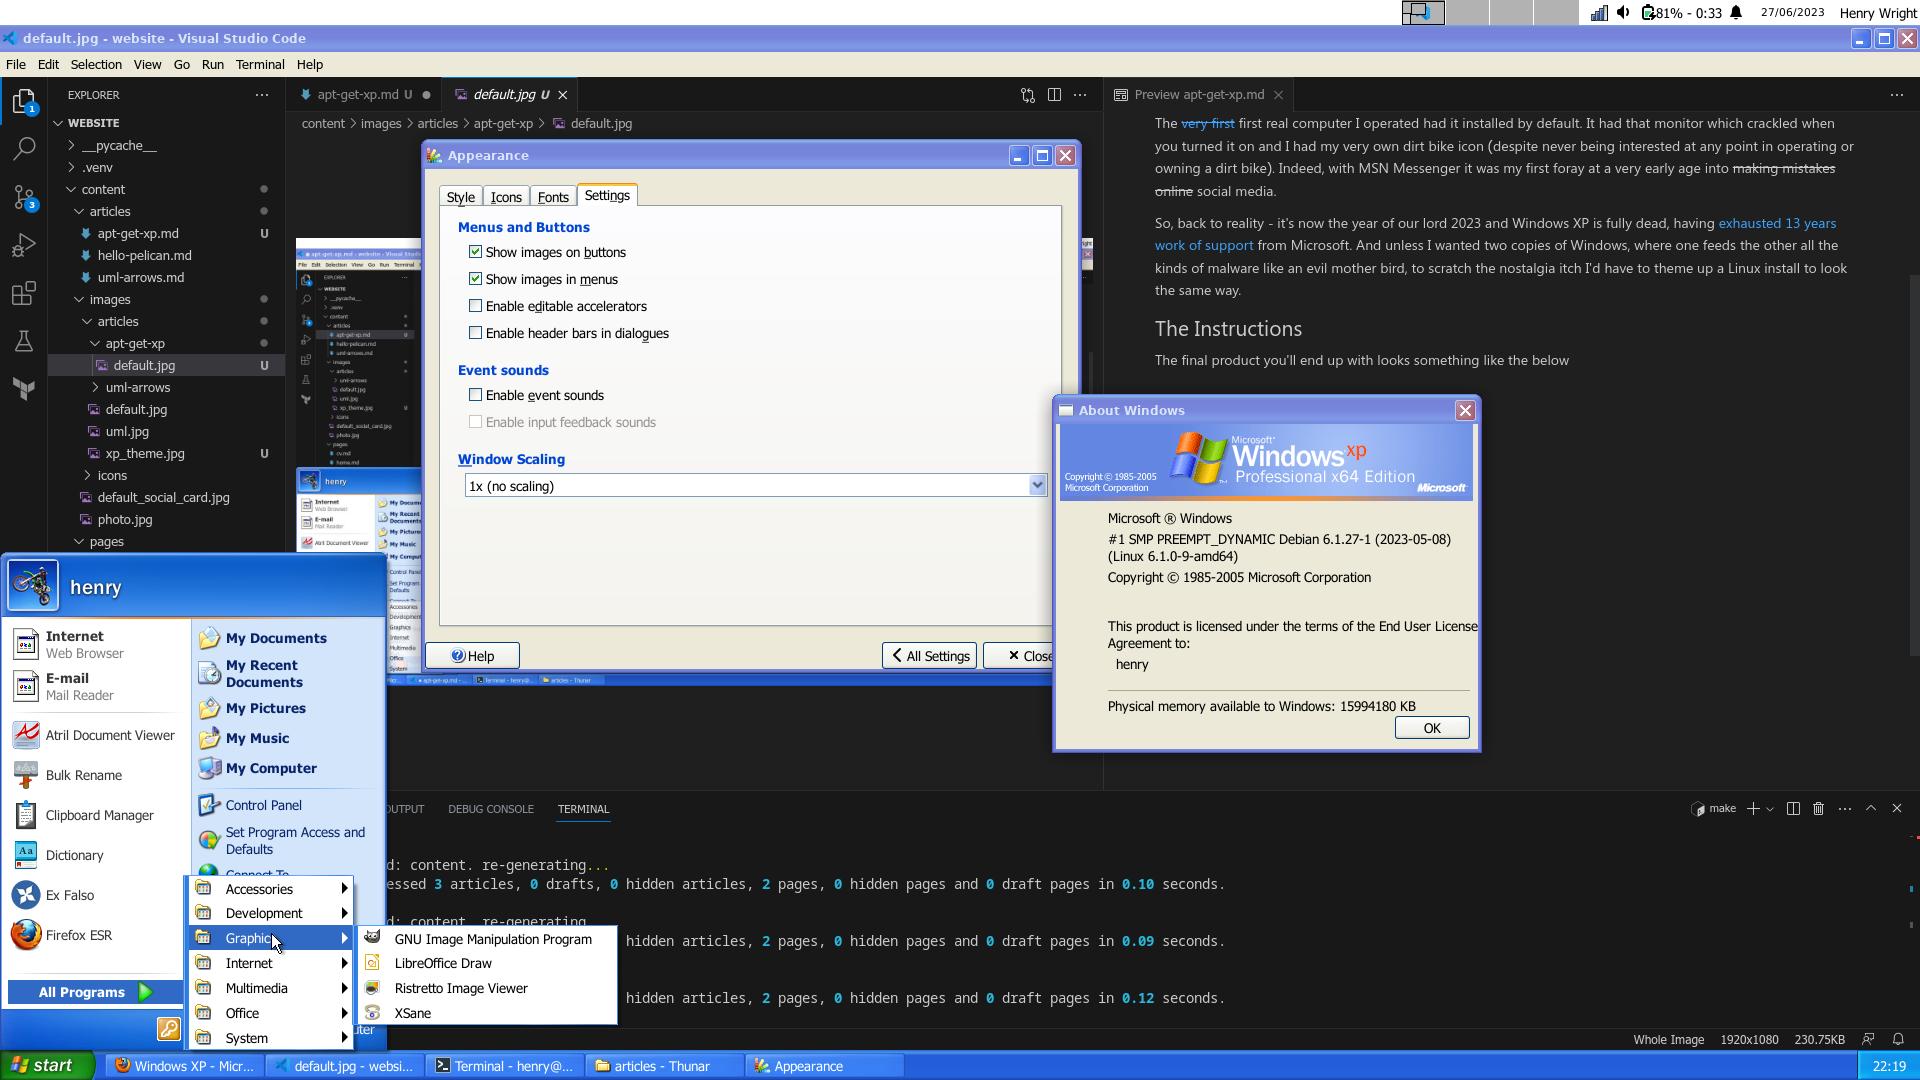 81% - 0:33
27/06/2023
Henry Wright
default.jpg - website - Visual Studio Code
File Edit Selection View Go Run Terminal Help
EXPLORER
WEBSITE
__pycache__
.venv
content
articles
apt-get-xp.md U
hello-pelican.md
uml-arrows.md
images
articles
apt-get-xp
default.jpg U
uml-arrows
default.jpg
uml.jpg
xp_theme.jpg U
icons
default_social_card.jpg
photo.jpg
pages
1
3
apt-get-xp.md U
default.jpg U
content > images > articles > apt-get-xp > default.jpg
Appearance
Style Icons Fonts Settings
Menus and Buttons
Show images on buttons
Show images in menus
Enable editable accelerators
Enable header bars in dialogues
Event sounds
Enable event sounds
Enable input feedback sounds
Window Scaling
1x (no scaling)
Help
All Settings
Close
Preview apt-get-xp.md
The very first first real computer I operated had it installed by default. It had that monitor which crackled when
you turned it on and I had my very own dirt bike icon (despite never being interested at any point in operating or
owning a dirt bike). Indeed, with MSN Messenger it was my first foray at a very early age into making mistakes
online social media.
So, back to reality - it's now the year of our lord 2023 and Windows XP is fully dead, having exhausted 13 years
work of support from Microsoft. And unless I wanted two copies of Windows, where one feeds the other all the
kinds of malware like an evil mother bird, to scratch the nostalgia itch I'd have to theme up a Linux install to look
the same way.
The Instructions
The final product you'll end up with looks something like the below
About Windows
Copyright © 1985-2005
Microsoft Corporation
Microsoft
Windows xp
Professional x64 Edition
Microsoft
Microsoft ® Windows
#1 SMP PREEMPT_DYNAMIC Debian 6.1.27-1 (2023-05-08)
(Linux 6.1.0-9-amd64)
Copyright © 1985-2005 Microsoft Corporation
This product is licensed under the terms of the End User License
Agreement to:
henry
Physical memory available to Windows: 15994180 KB
OK
henry
Internet
Web Browser
E-mail
Mail Reader
Atril Document Viewer
Bulk Rename
Clipboard Manager
Dictionary
Ex Falso
Firefox ESR
All Programs
My Documents
My Recent
Documents
My Pictures
My Music
My Computer
Control Panel
Set Program Access and
Defaults
Connect To
Accessories
Development
Graphic
Internet
Multimedia
Office
System
GNU Image Manipulation Program
LibreOffice Draw
Ristretto Image Viewer
XSane
OUTPUT DEBUG CONSOLE TERMINAL
make
d: content. re-generating...
essed 3 articles, 0 drafts, 0 hidden articles, 2 pages, 0 hidden pages and 0 draft pages in 0.10 seconds.
d: content. re-generating
hidden articles, 2 pages, 0 hidden pages and 0 draft pages in 0.09 seconds.
hidden articles, 2 pages, 0 hidden pages and 0 draft pages in 0.12 seconds.
Whole Image 1920x1080 230.75KB
start
Windows XP - Micr...
default.jpg - websi...
Terminal - henry@...
articles - Thunar
Appearance
22:19